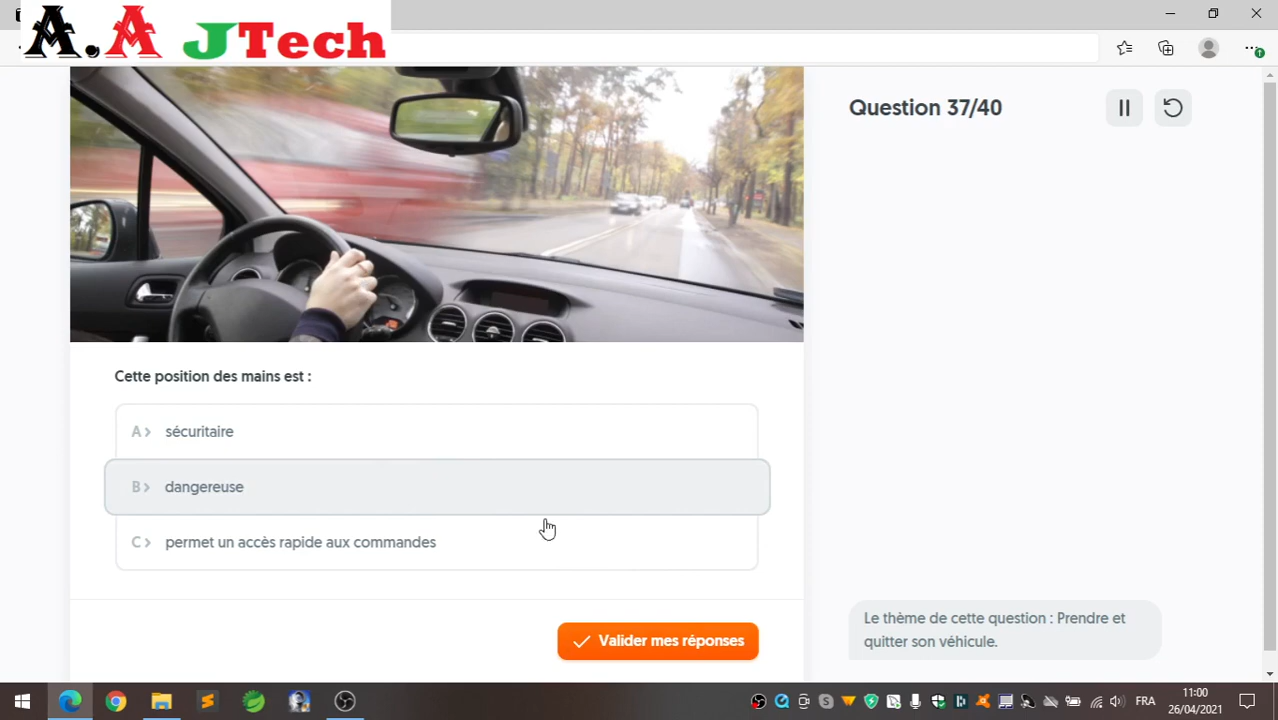 A.A JTech
Question 37/40
Cette position des mains est :
A sécuritaire
B dangereuse
C permet un accès rapide aux commandes
Valider mes réponses
Le thème de cette question : Prendre et
quitter son véhicule.
FRA
11:00
26/04/2021